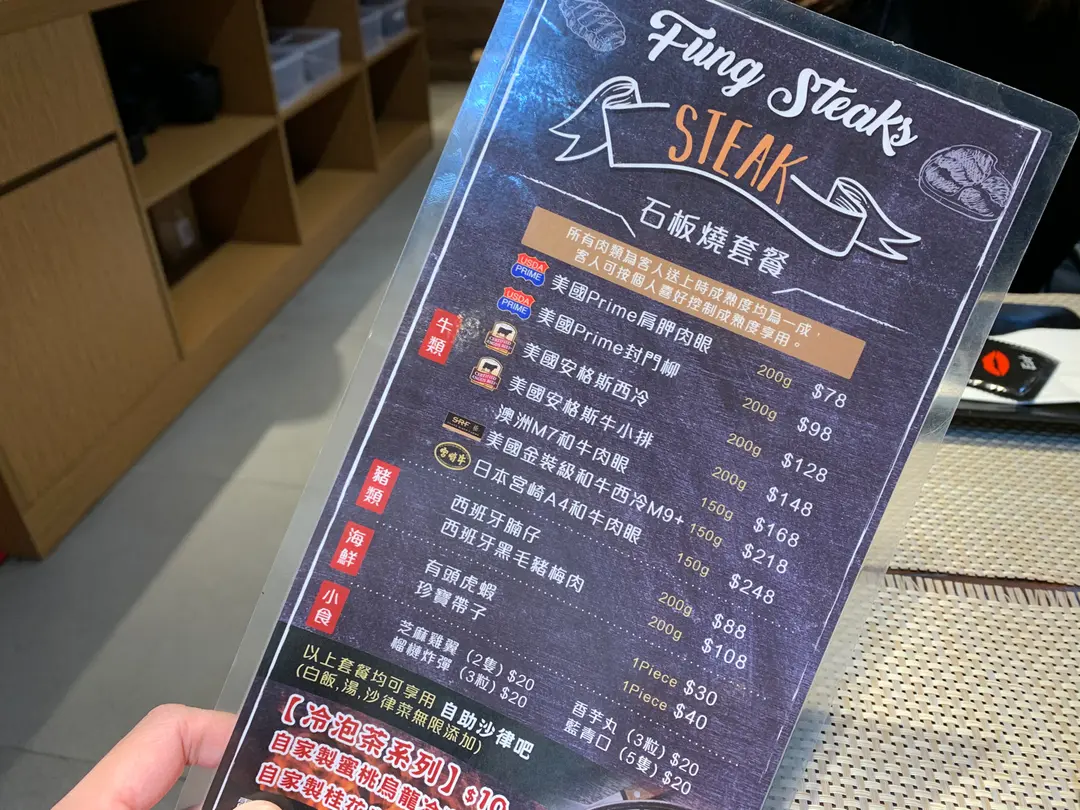 Fung Steaks
STEAK
石板燒套餐
所有肉類為客人送上時成熟度均為一成，
客人可按個人喜好控制成熟度享用。
牛類
USDA PRIME 美國Prime肩胛肉眼 200g $78
USDA PRIME 美國Prime封門柳 200g $98
美國安格斯西冷 200g $128
美國安格斯牛小排 200g $148
澳洲M7和牛肉眼 150g $168
SRF 美國金裝級和牛西冷M9+ 150g $218
日本宮崎A4和牛肉眼 150g $248
豬類
西班牙腩仔 200g $88
西班牙黑毛豬梅肉 200g $108
海鮮
有頭虎蝦 1Piece $30
珍寶帶子 1Piece $40
小食
芝麻雞翼 (2隻) $20
香芋丸 (3粒) $20
榴槤炸彈 (3粒) $20
藍青口 (5隻) $20
以上套餐均可享用 自助沙律吧
(白飯,湯,沙律菜無限添加)
【冷泡茶系列】 $10
自家製蜜桃烏龍冷
自家製桂花